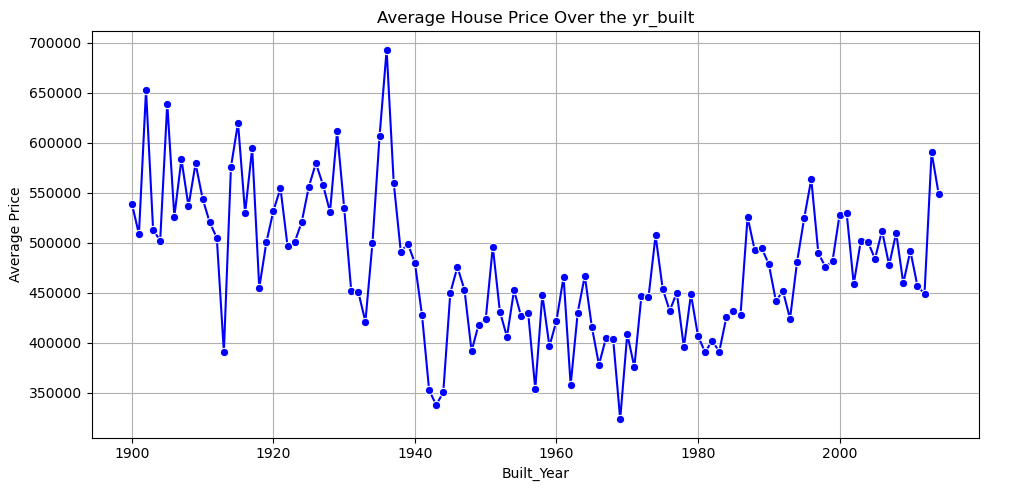 Average House Price Over the yr_built
700000
650000
600000
550000
500000
450000
400000
350000
Average Price
1900 1920 1940 1960 1980 2000
Built_Year